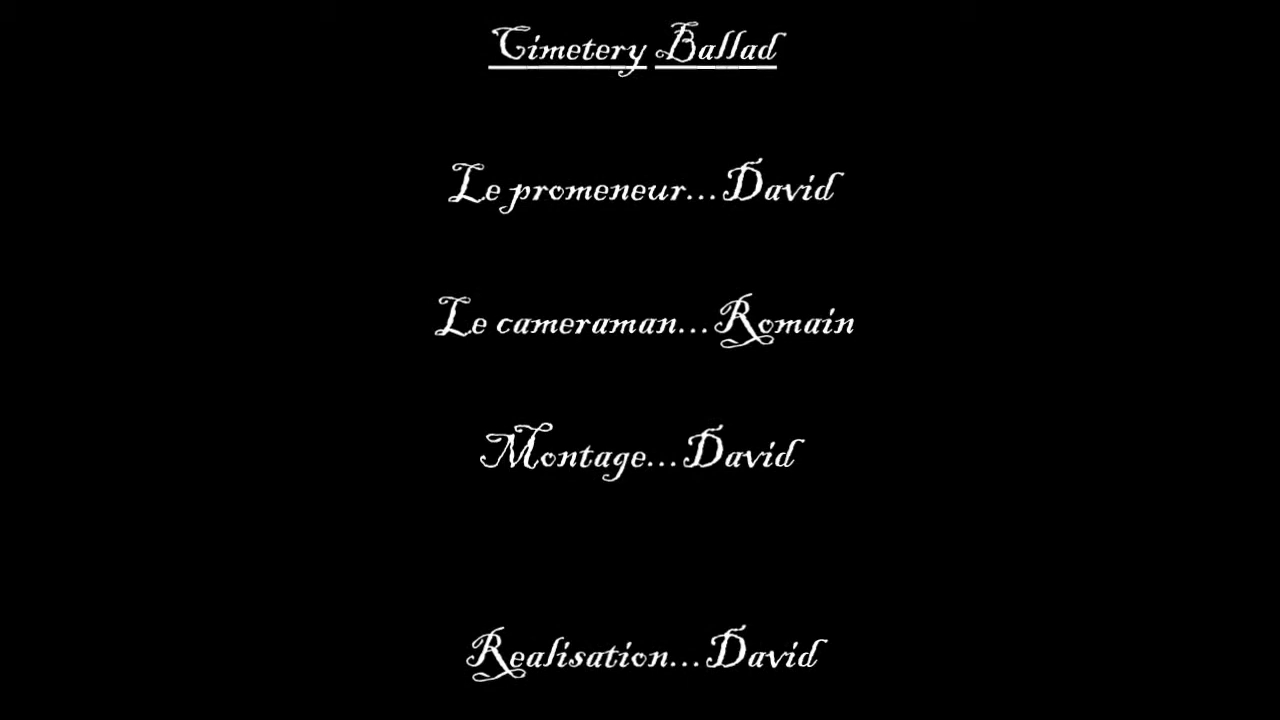 Cimetery Ballad
Le promeneur...David
Le cameraman...Romain
Montage...David
Realisation...David